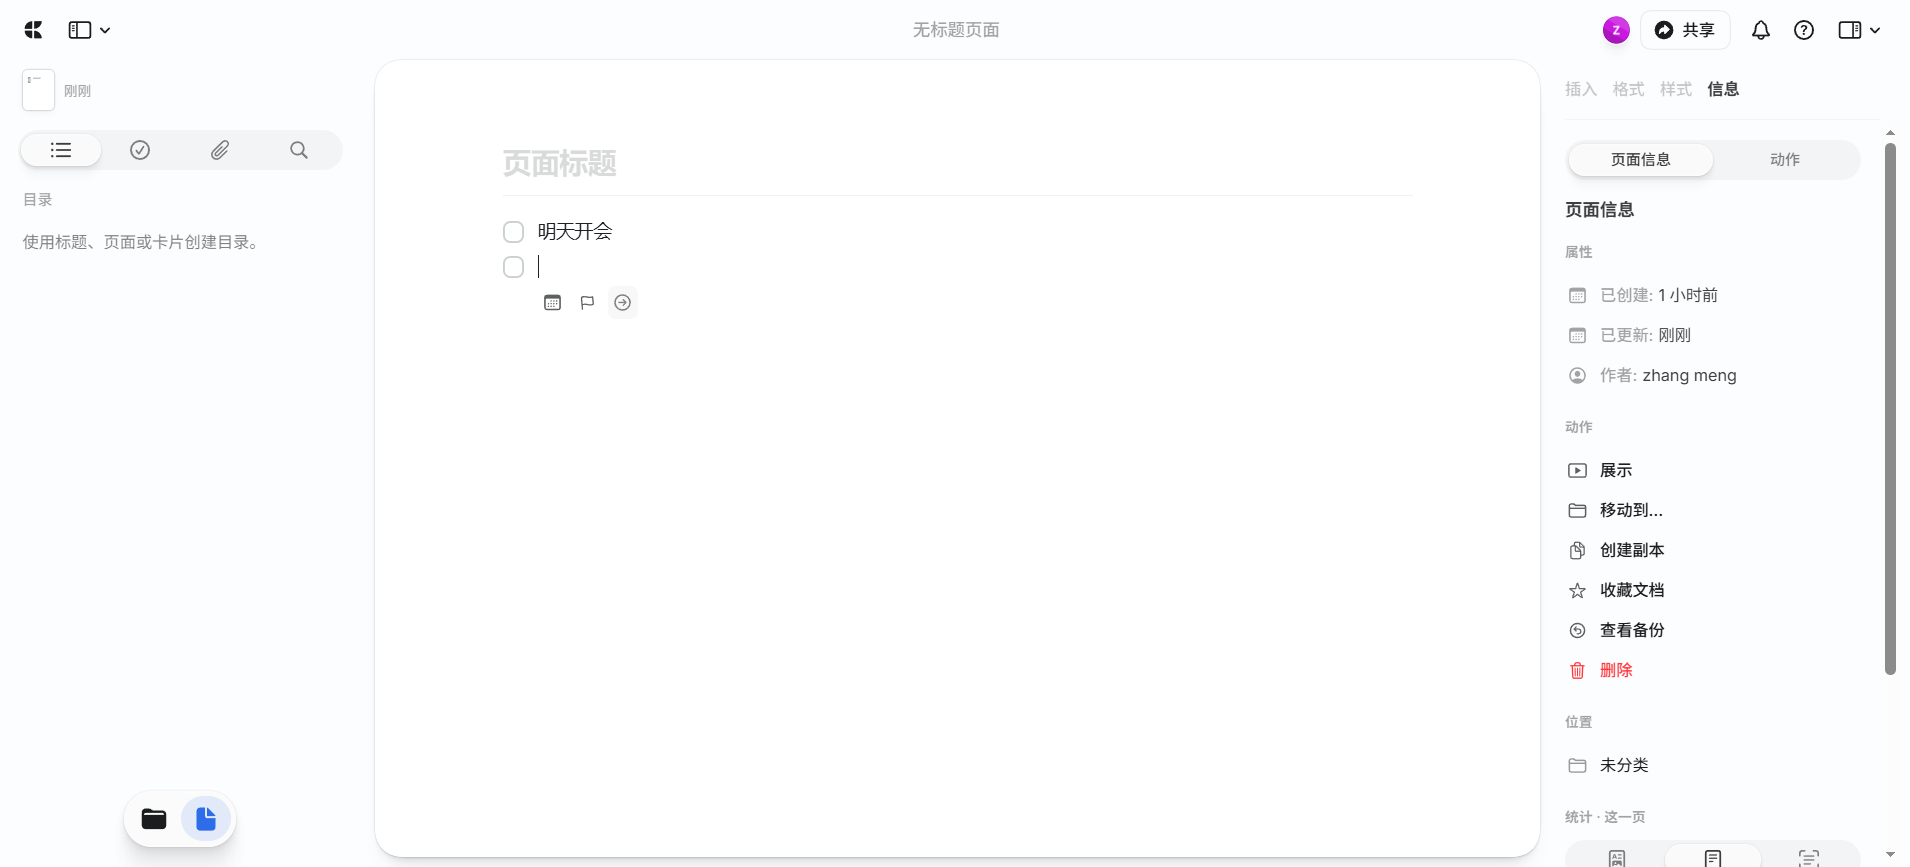 无标题页面
Z
共享
刚刚
插入 格式 样式 信息
页面信息 动作
目录
使用标题、页面或卡片创建目录。
页面标题
明天开会
页面信息
属性
已创建: 1 小时前
已更新: 刚刚
作者: zhang meng
动作
展示
移动到...
创建副本
收藏文档
查看备份
删除
位置
未分类
统计 · 这一页